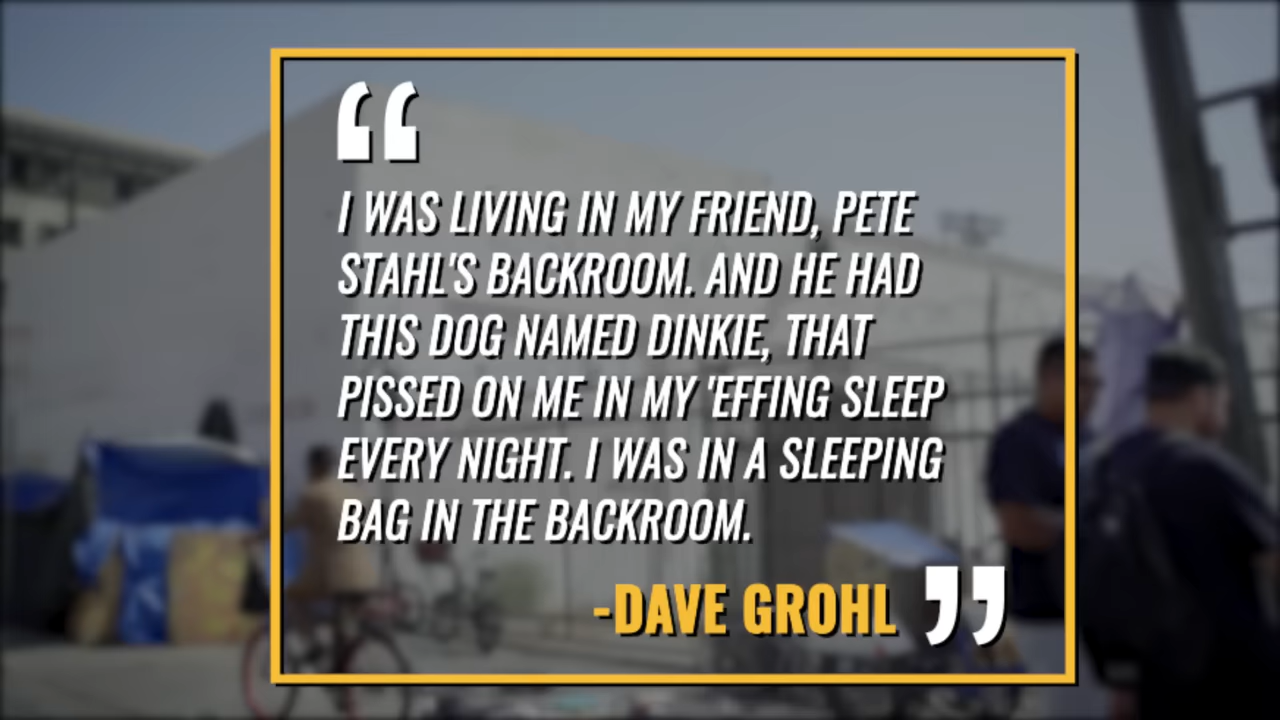 “
I WAS LIVING IN MY FRIEND, PETE
STAHL'S BACKROOM. AND HE HAD
THIS DOG NAMED DINKIE, THAT
PISSED ON ME IN MY 'EFFING SLEEP
EVERY NIGHT. I WAS IN A SLEEPING
BAG IN THE BACKROOM.
-DAVE GROHL ”